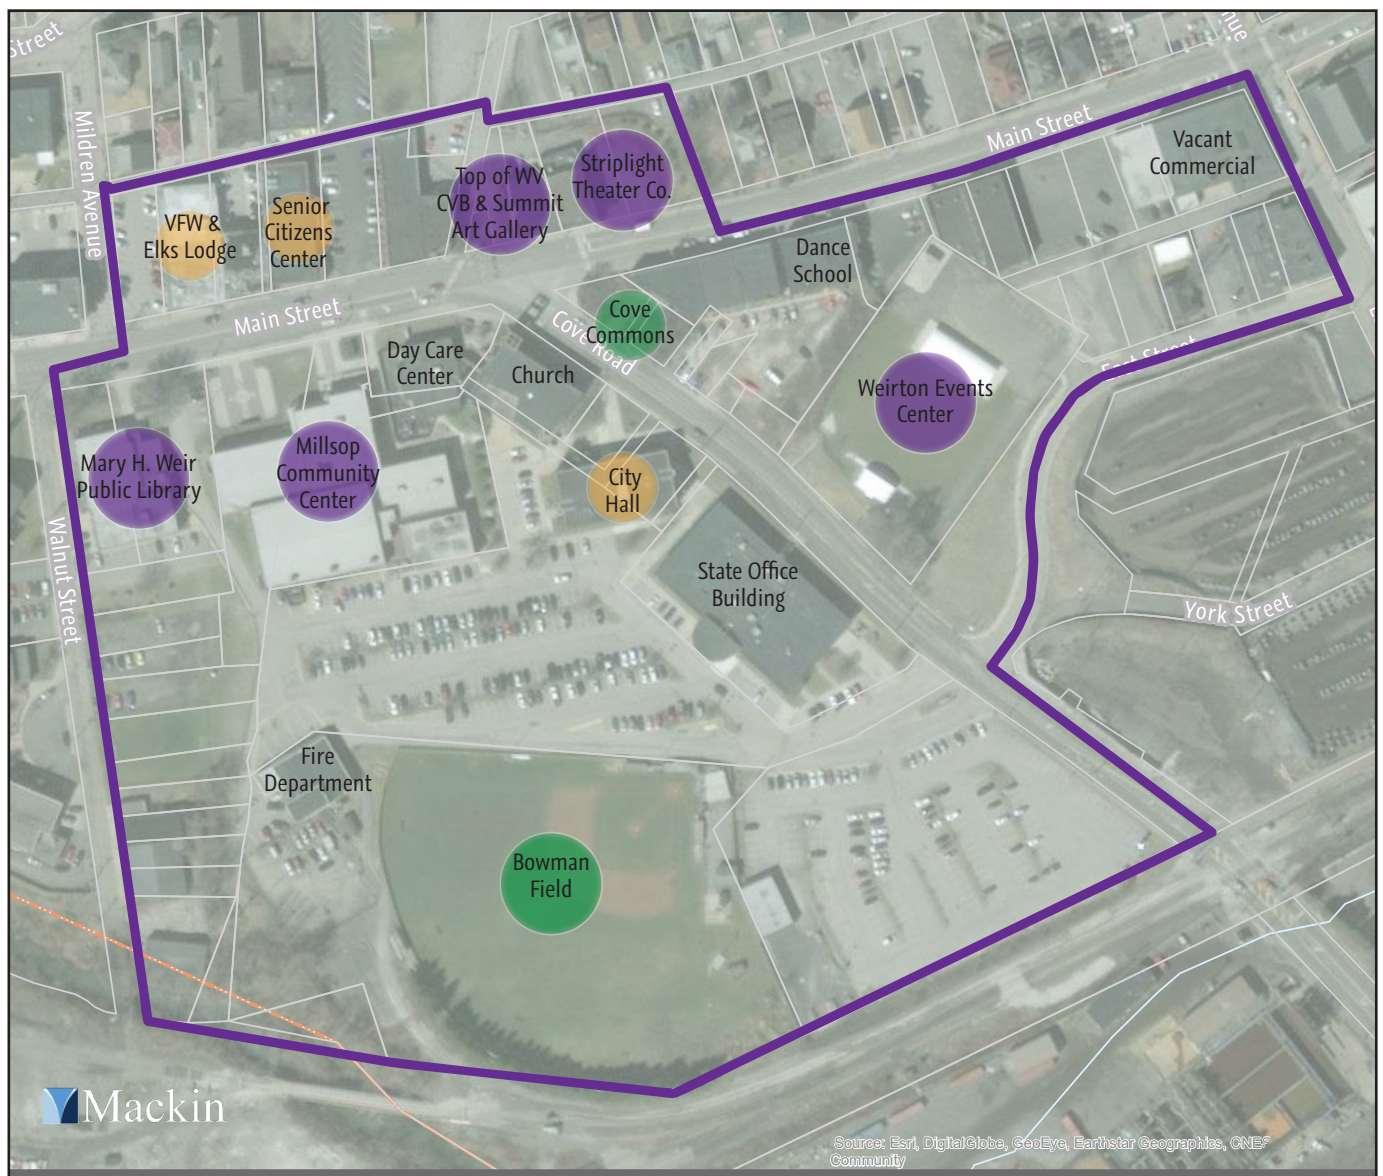 Street
Mildren Avenue
Main Street
Vacant
Commercial
Striplight
Theater Co.
Top of WV
CVB & Summit
Art Gallery
Senior
Citizens
Center
VFW &
Elks Lodge
Dance
School
Main Street
Cove
Commons
Cove Road
Day Care
Center
Church
East Street
Weirton Events
Center
Millsop
Community
Center
Mary H. Weir
Public Library
City
Hall
Walnut Street
State Office
Building
York Street
Fire
Department
Bowman
Field
Mackin
Source: Esri, DigitalGlobe, GeoEye, Earthstar Geographics, CNES
Community